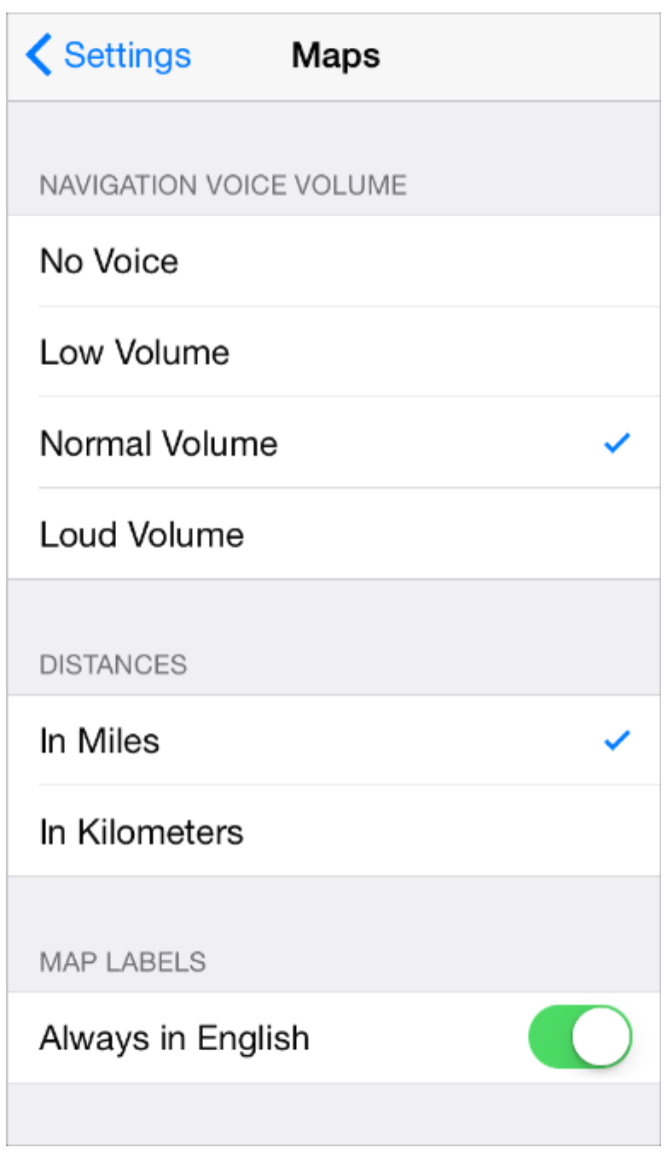 Settings Maps
NAVIGATION VOICE VOLUME
No Voice
Low Volume
Normal Volume
Loud Volume
DISTANCES
In Miles
In Kilometers
MAP LABELS
Always in English